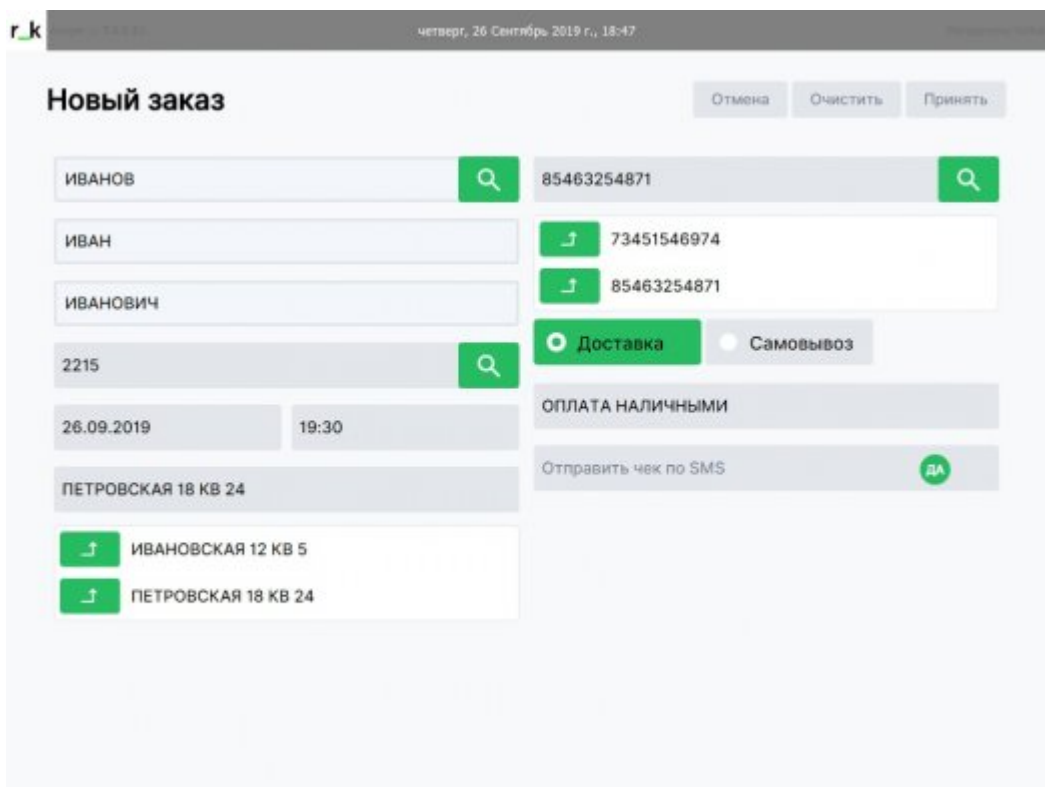 r_k
четверг, 26 Сентябрь 2019 г., 18:47
Новый заказ
Отмена Очистить Принять
ИВАНОВ
ИВАН
ИВАНОВИЧ
2215
26.09.2019 19:30
ПЕТРОВСКАЯ 18 КВ 24
ИВАНОВСКАЯ 12 КВ 5
ПЕТРОВСКАЯ 18 КВ 24
85463254871
73451546974
85463254871
Доставка Самовывоз
ОПЛАТА НАЛИЧНЫМИ
Отправить чек по SMS ДА